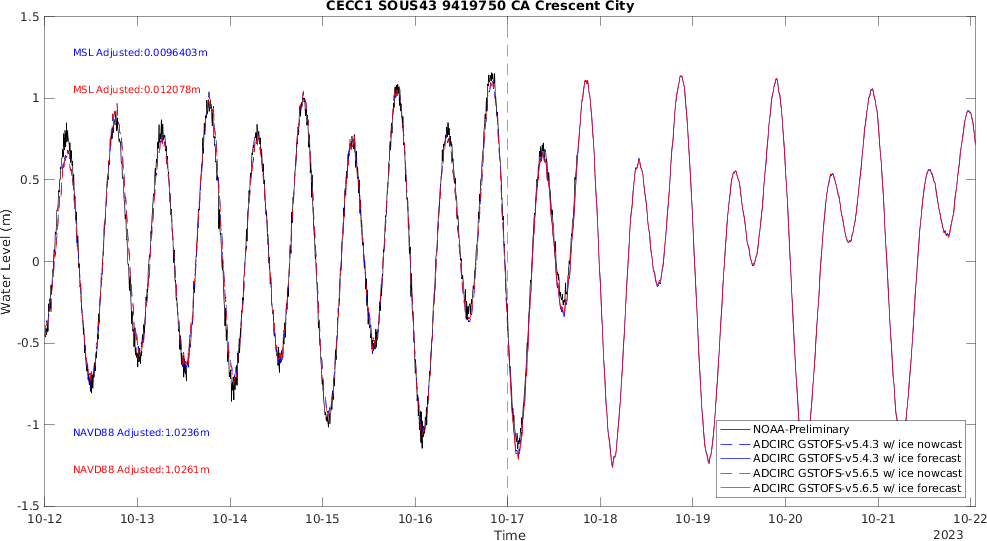 CECC1 SOUS43 9419750 CA Crescent City
1.5
1
0.5
0
-0.5
-1
-1.5
Water Level (m)
MSL Adjusted:0.0096403m
MSL Adjusted:0.012078m
NAVD88 Adjusted:1.0236m
NAVD88 Adjusted:1.0261m
NOAA-Preliminary
ADCIRC GSTOFS-v5.4.3 w/ ice nowcast
ADCIRC GSTOFS-v5.4.3 w/ ice forecast
ADCIRC GSTOFS-v5.6.5 w/ ice nowcast
ADCIRC GSTOFS-v5.6.5 w/ ice forecast
10-12 10-13 10-14 10-15 10-16 10-17 10-18 10-19 10-20 10-21 10-22
Time
2023